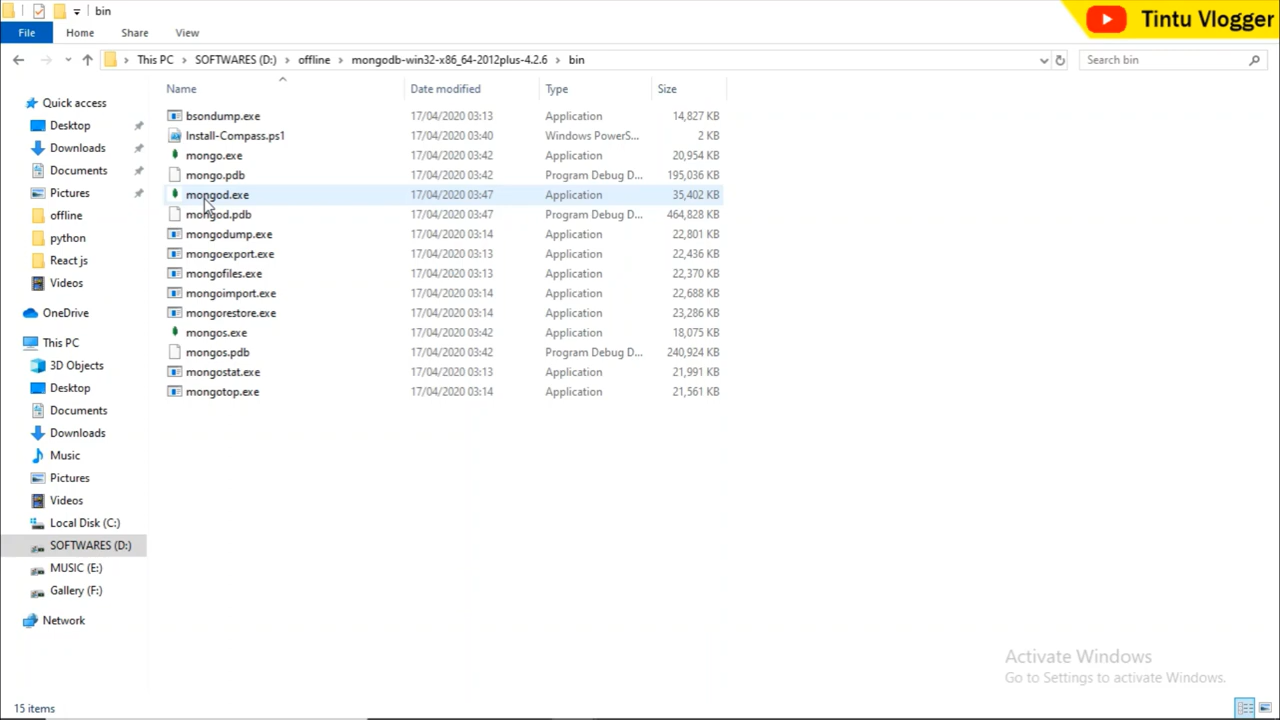 bin
Tintu Vlogger
File Home Share View
This PC SOFTWARES (D:) offline mongodb-win32-x86_64-2012plus-4.2.6 bin
Search bin
Name Date modified Type Size
Quick access
Desktop
Downloads
Documents
Pictures
offline
python
React js
Videos
OneDrive
This PC
3D Objects
Desktop
Documents
Downloads
Music
Pictures
Videos
Local Disk (C:)
SOFTWARES (D:)
MUSIC (E:)
Gallery (F:)
Network
bsondump.exe 17/04/2020 03:13 Application 14,827 KB
Install-Compass.ps1 17/04/2020 03:40 Windows PowerS... 2 KB
mongo.exe 17/04/2020 03:42 Application 20,954 KB
mongo.pdb 17/04/2020 03:42 Program Debug D... 195,036 KB
mongod.exe 17/04/2020 03:47 Application 35,402 KB
mongod.pdb 17/04/2020 03:47 Program Debug D... 464,828 KB
mongodump.exe 17/04/2020 03:14 Application 22,801 KB
mongoexport.exe 17/04/2020 03:13 Application 22,436 KB
mongofiles.exe 17/04/2020 03:13 Application 22,370 KB
mongoimport.exe 17/04/2020 03:14 Application 22,688 KB
mongorestore.exe 17/04/2020 03:14 Application 23,286 KB
mongos.exe 17/04/2020 03:42 Application 18,075 KB
mongos.pdb 17/04/2020 03:42 Program Debug D... 240,924 KB
mongostat.exe 17/04/2020 03:13 Application 21,991 KB
mongotop.exe 17/04/2020 03:14 Application 21,561 KB
Activate Windows
Go to Settings to activate Windows.
15 items